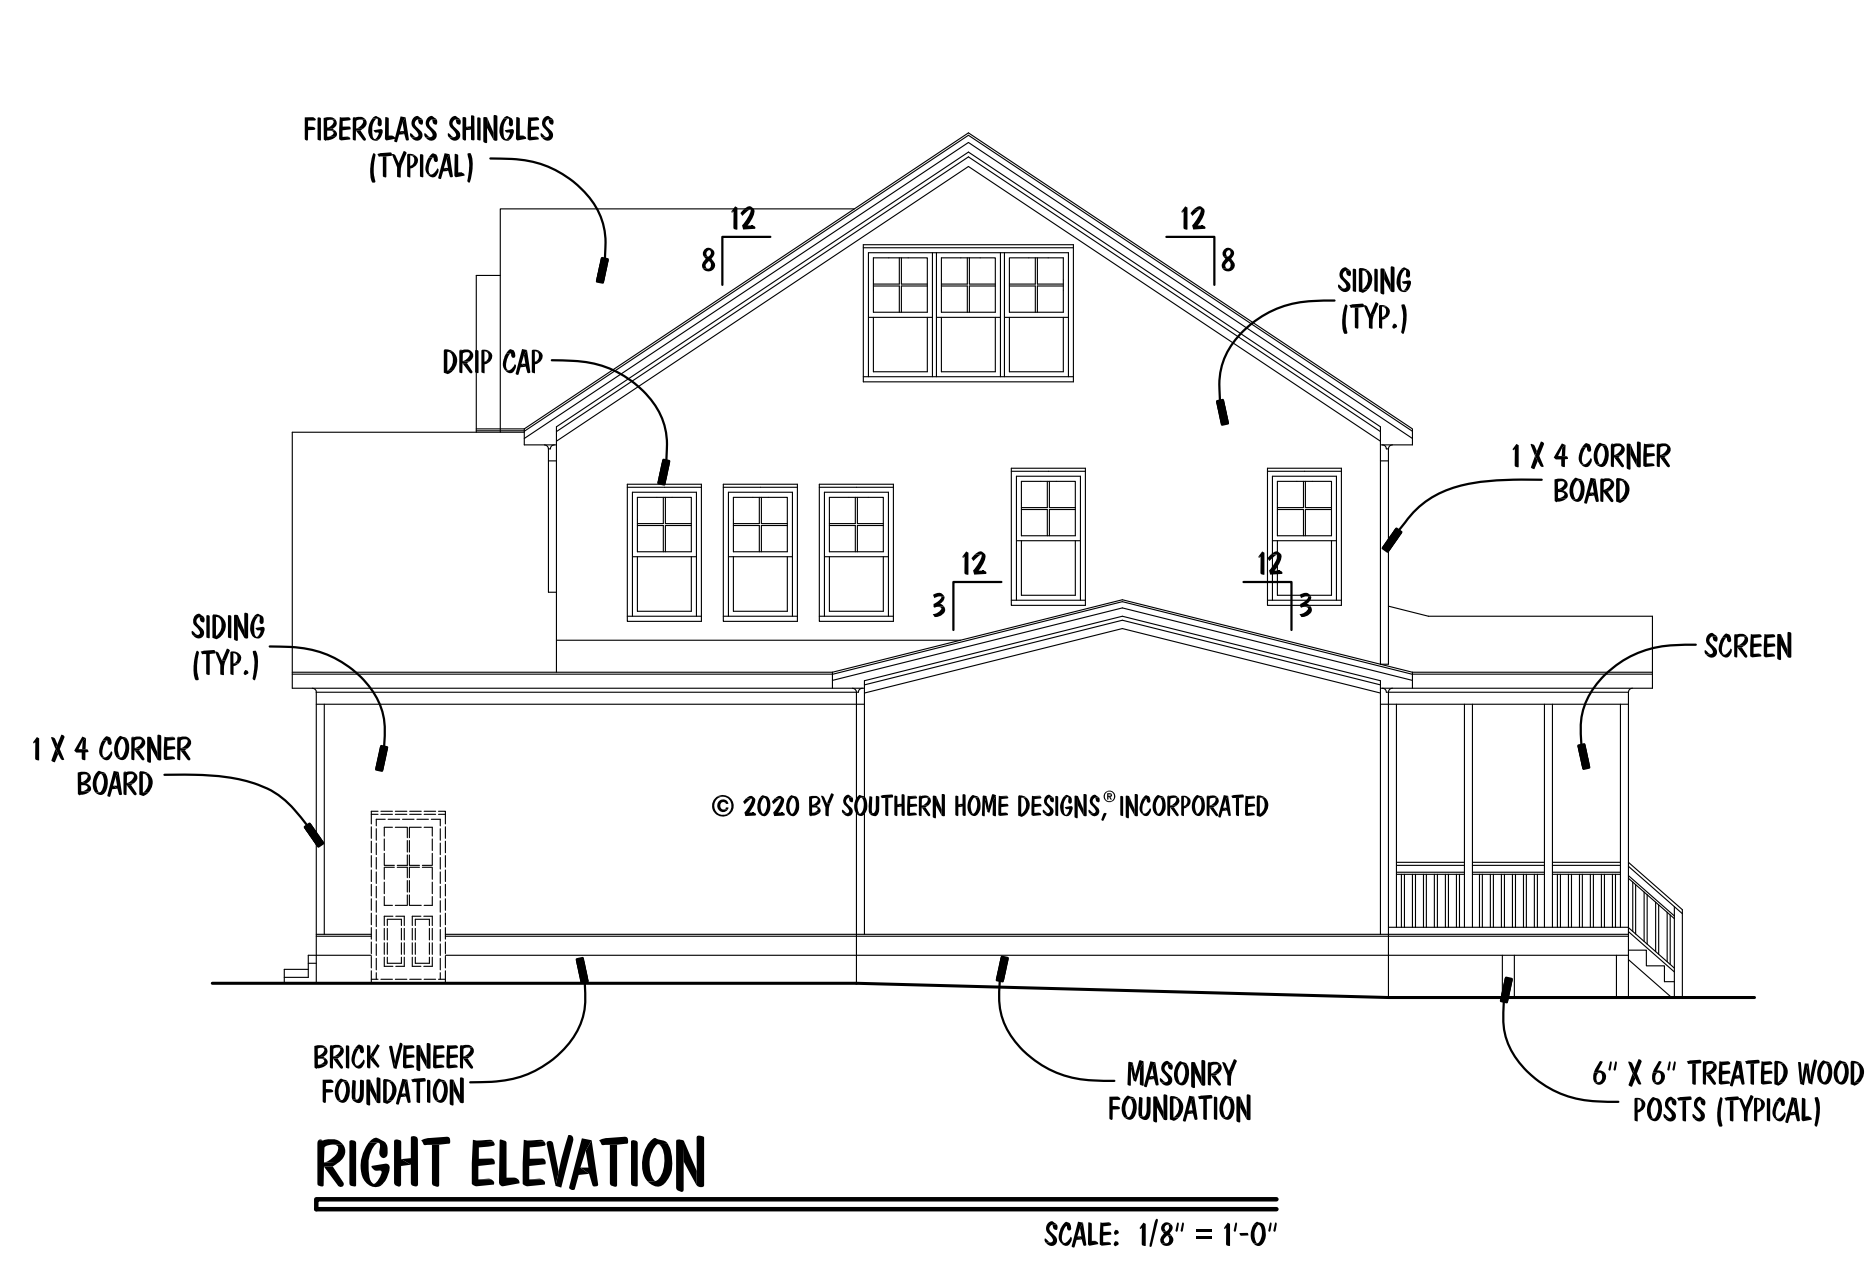 FIBERGLASS SHINGLES
(TYPICAL)
12
8
12
8
SIDING
(TYP.)
DRIP CAP
1 X 4 CORNER
BOARD
12
3
12
3
SIDING
(TYP.)
SCREEN
1 X 4 CORNER
BOARD
© 2020 BY SOUTHERN HOME DESIGNS,® INCORPORATED
BRICK VENEER
FOUNDATION
MASONRY
FOUNDATION
6" X 6" TREATED WOOD
POSTS (TYPICAL)
RIGHT ELEVATION
SCALE: 1/8" = 1'-0"